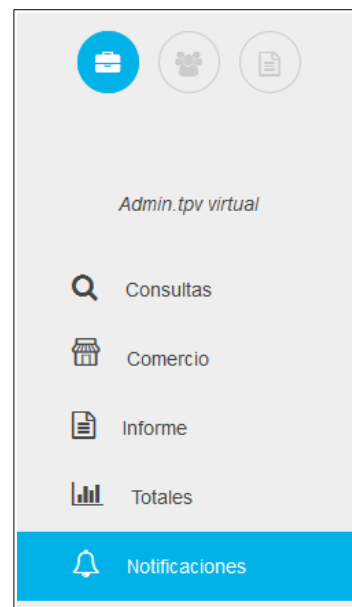 Admin.tpv virtual
Consultas
Comercio
Informe
Totales
Notificaciones